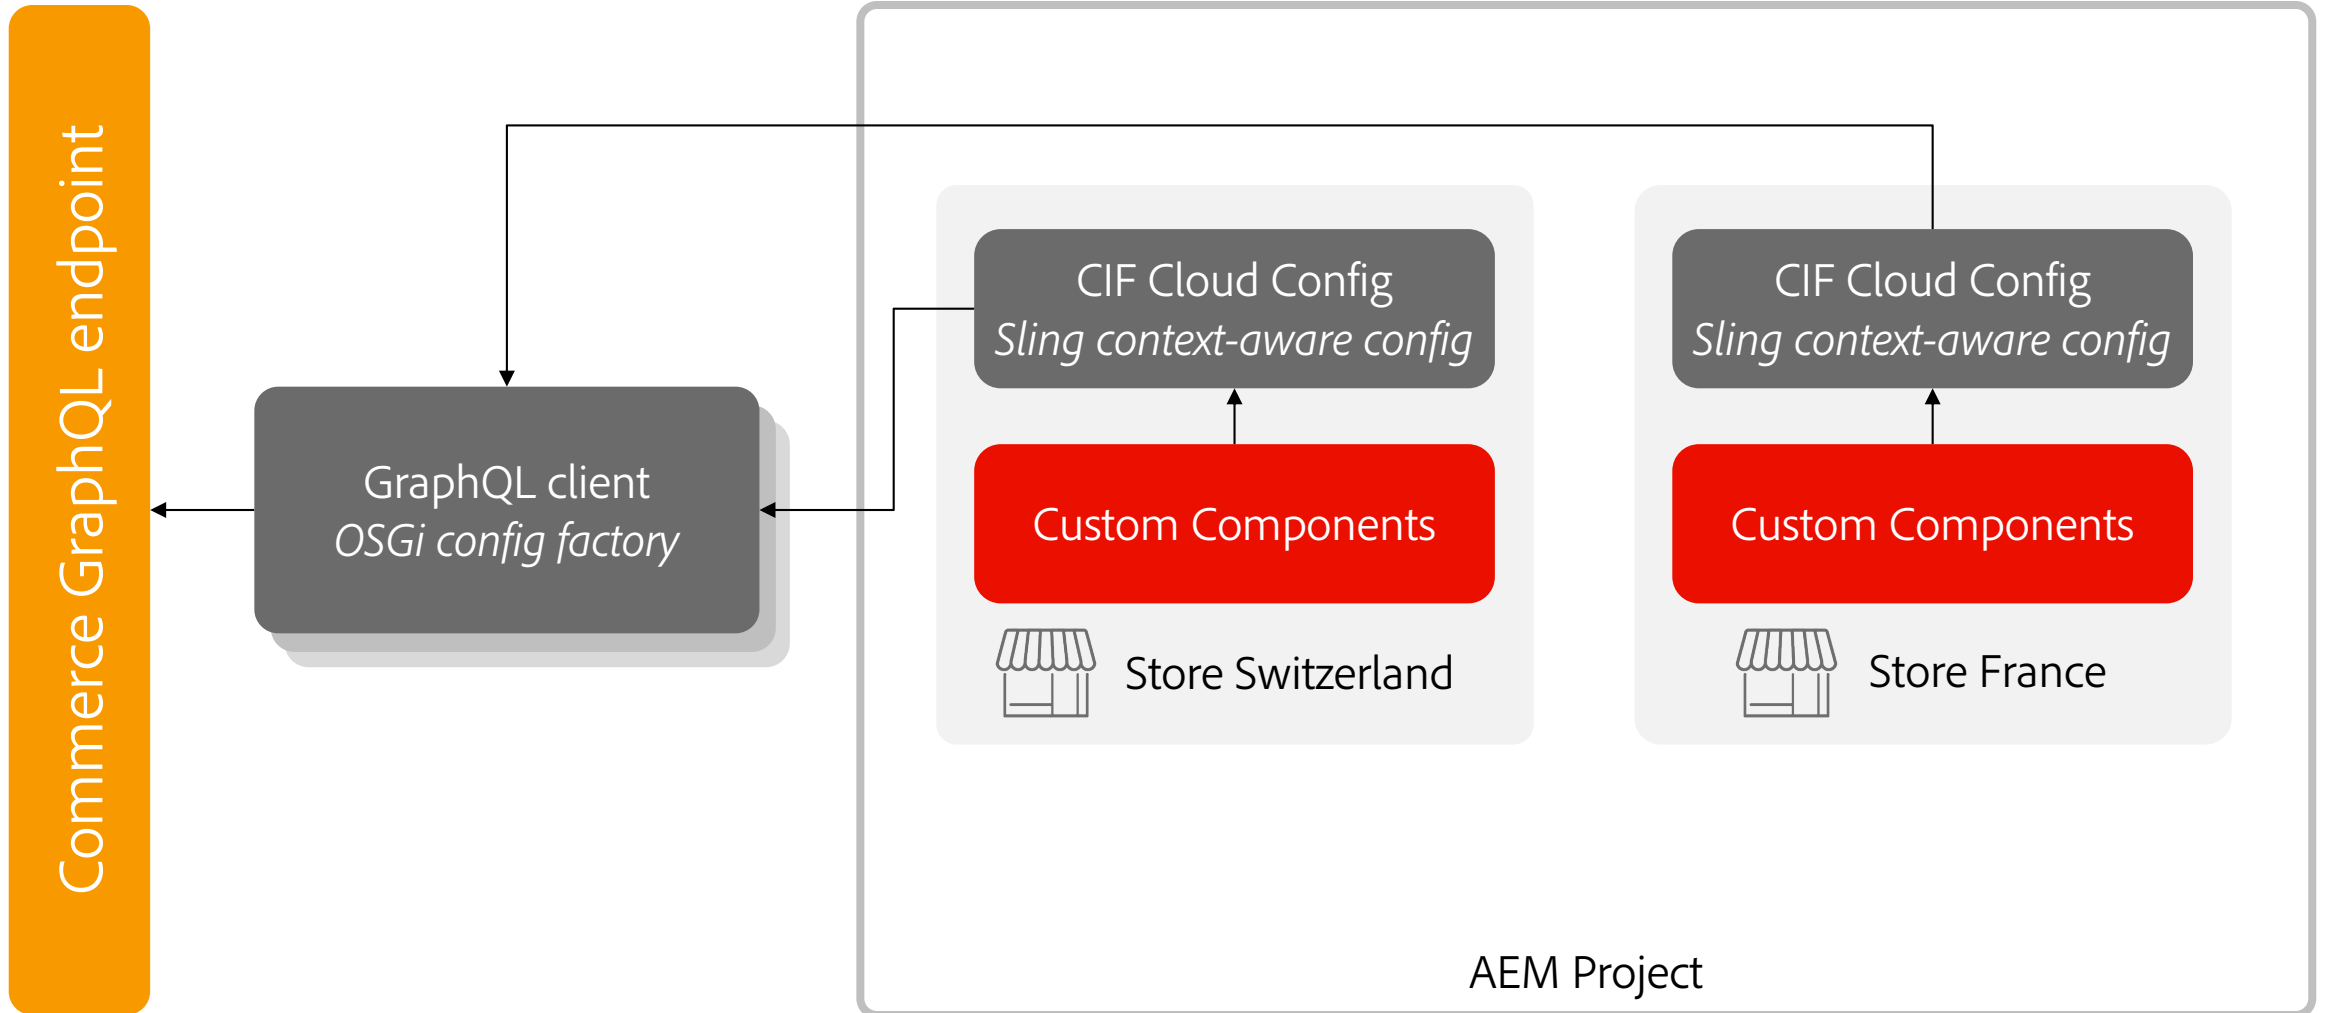 Commerce GraphQL endpoint
GraphQL client
OSGi config factory
CIF Cloud Config
Sling context-aware config
Custom Components
Store Switzerland
CIF Cloud Config
Sling context-aware config
Custom Components
Store France
AEM Project